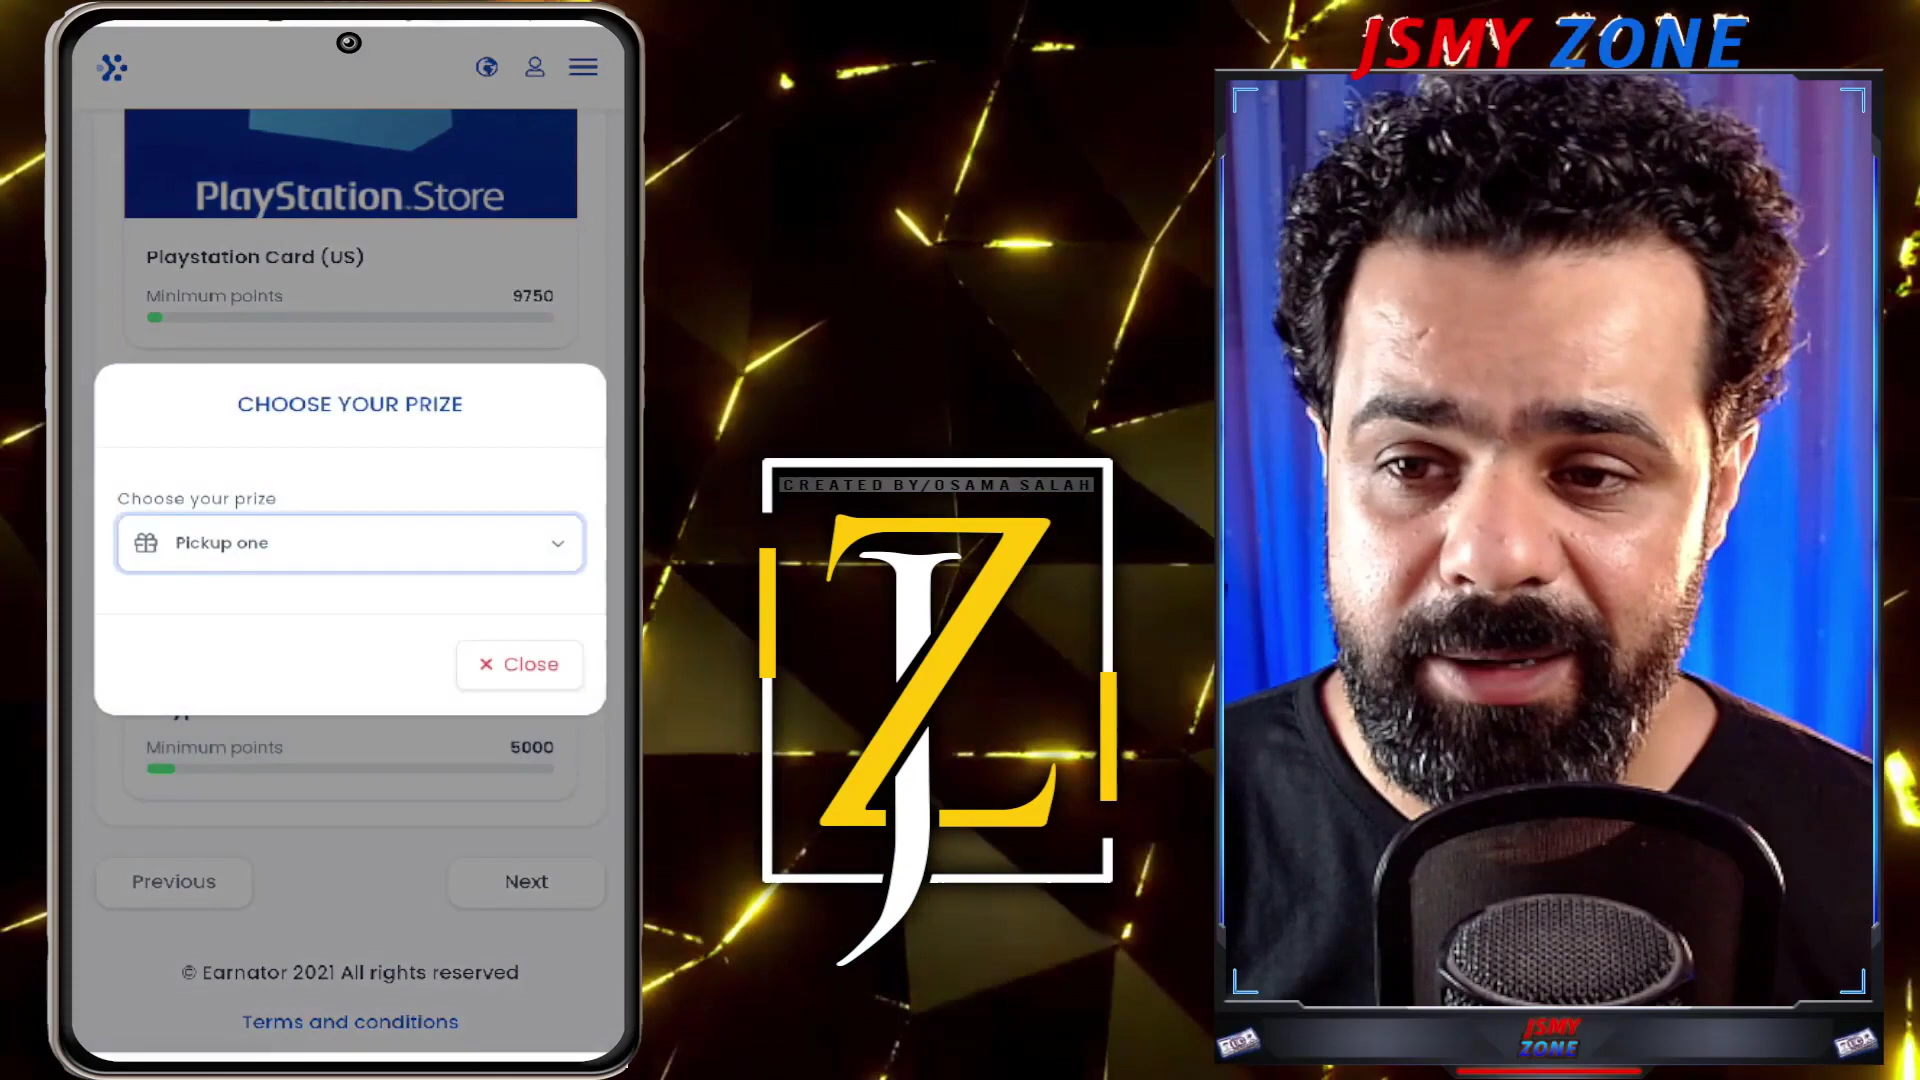 PlayStation Store
Playstation Card (US)
Minimum points 9750
CHOOSE YOUR PRIZE
Choose your prize
Pickup one
× Close
Minimum points 5000
Previous
Next
© Earnator 2021 All rights reserved
Terms and conditions
CREATED BY/OSAMA SALAH
JZ
JSMY ZONE
JSMY
ZONE